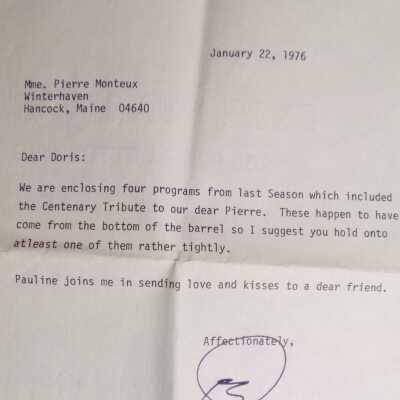 January 22, 1976
Mme. Pierre Monteux
Winterhaven
Hancock, Maine 04640
Dear Doris:
We are enclosing four programs from last Season which included
the Centenary Tribute to our dear Pierre. These happen to have
come from the bottom of the barrel so I suggest you hold onto
atleast one of them rather tightly.
Pauline joins me in sending love and kisses to a dear friend.
Affectionately,